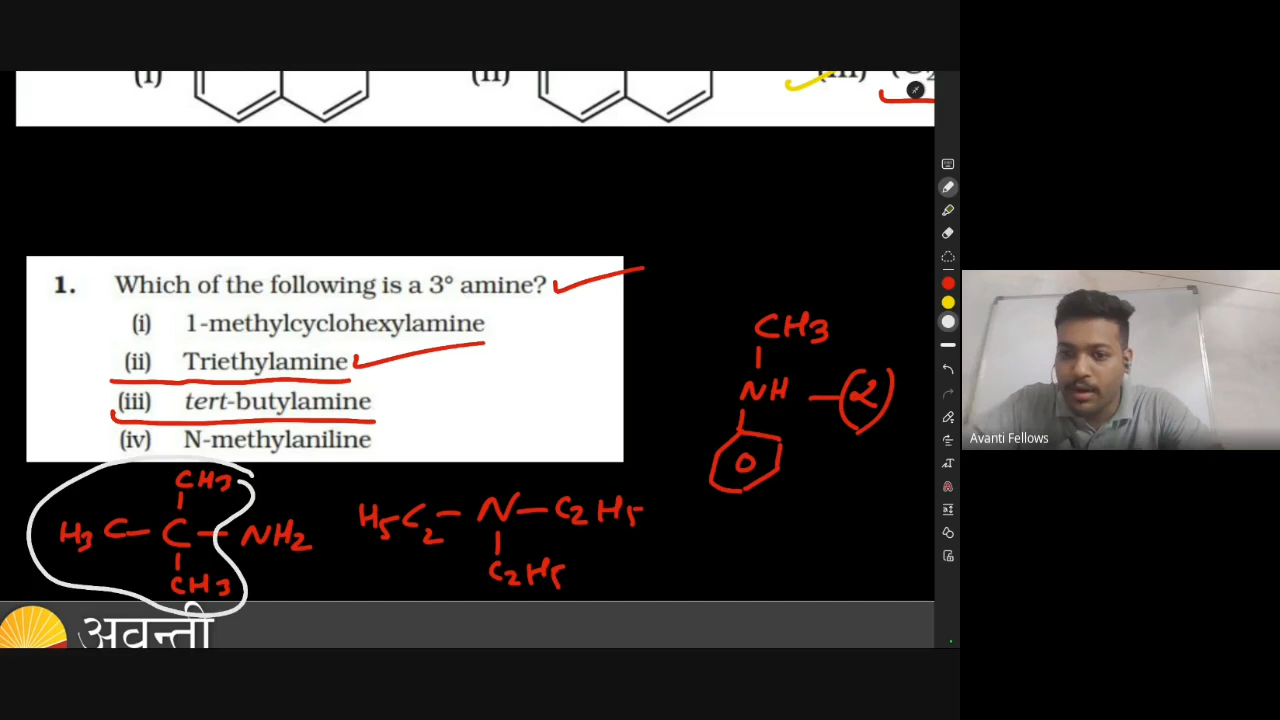 (i)
(ii)
(iii)
1. Which of the following is a 3° amine?
(i) 1-methylcyclohexylamine
(ii) Triethylamine
(iii) tert-butylamine
(iv) N-methylaniline
CH3
NH — (2)
CH3
H3C — C — NH2
CH3
H5C2 — N — C2H5
C2H5
Avanti Fellows
अवन्ती